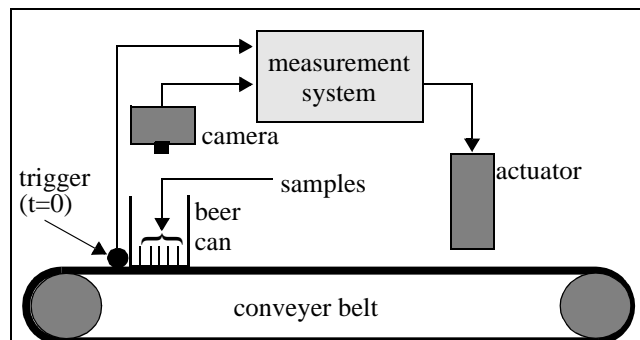 measurement
system
camera
trigger
(t=0)
samples
beer
can
actuator
conveyer belt